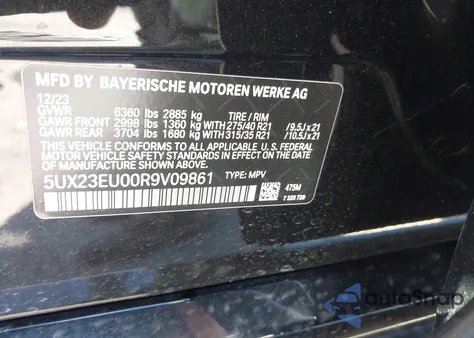 MFD BY BAYERISCHE MOTOREN WERKE AG
12/23
GVWR 6360 lbs 2885 kg TIRE / RIM
GAWR FRONT 2998 lbs 1360 kg WITH 275/40 R21 /9.5J x 21
GAWR REAR 3704 lbs 1680 kg WITH 315/35 R21 /10.5J x 21
THIS VEHICLE CONFORMS TO ALL APPLICABLE U.S. FEDERAL
MOTOR VEHICLE SAFETY STANDARDS IN EFFECT
ON THE DATE OF MANUFACTURE SHOWN ABOVE.
5UX23EU00R9V09861 TYPE: MPV
475M
autoSnap